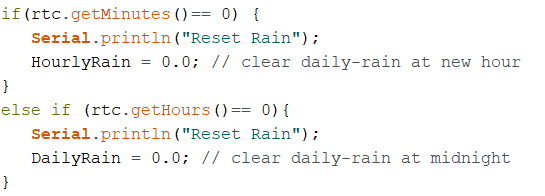 if(rtc.getMinutes()== 0) {
   Serial.println("Reset Rain");
   HourlyRain = 0.0; // clear daily-rain at new hour
}
else if (rtc.getHours()== 0){
   Serial.println("Reset Rain");
   DailyRain = 0.0; // clear daily-rain at midnight
}